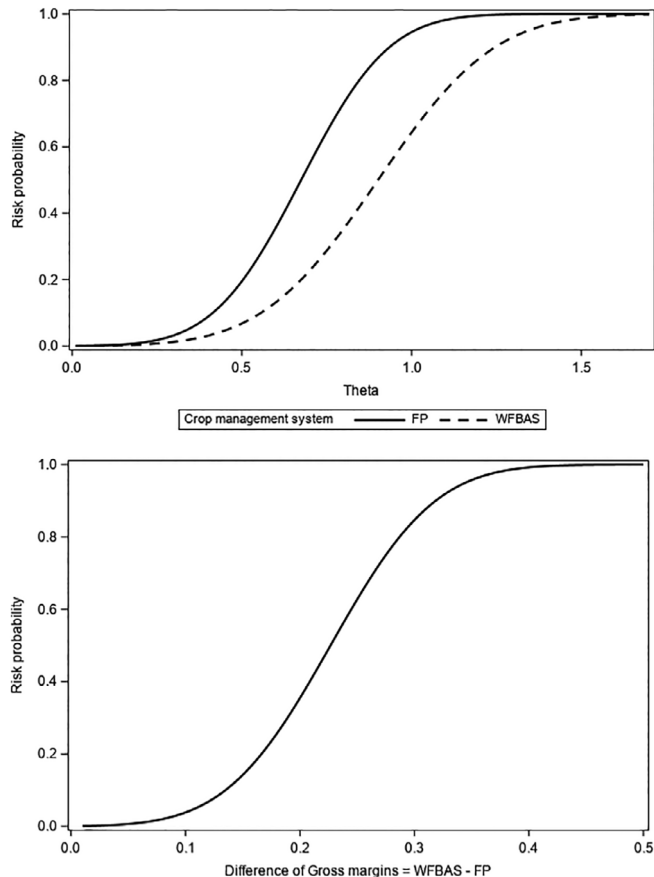 1.0
0.8
0.6
0.4
0.2
0.0
Risk probability
0.0 0.5 1.0 1.5
Theta
Crop management system FP WFBAS
1.0
0.8
0.6
0.4
0.2
0.0
Risk probability
0.0 0.1 0.2 0.3 0.4 0.5
Difference of Gross margins = WFBAS - FP